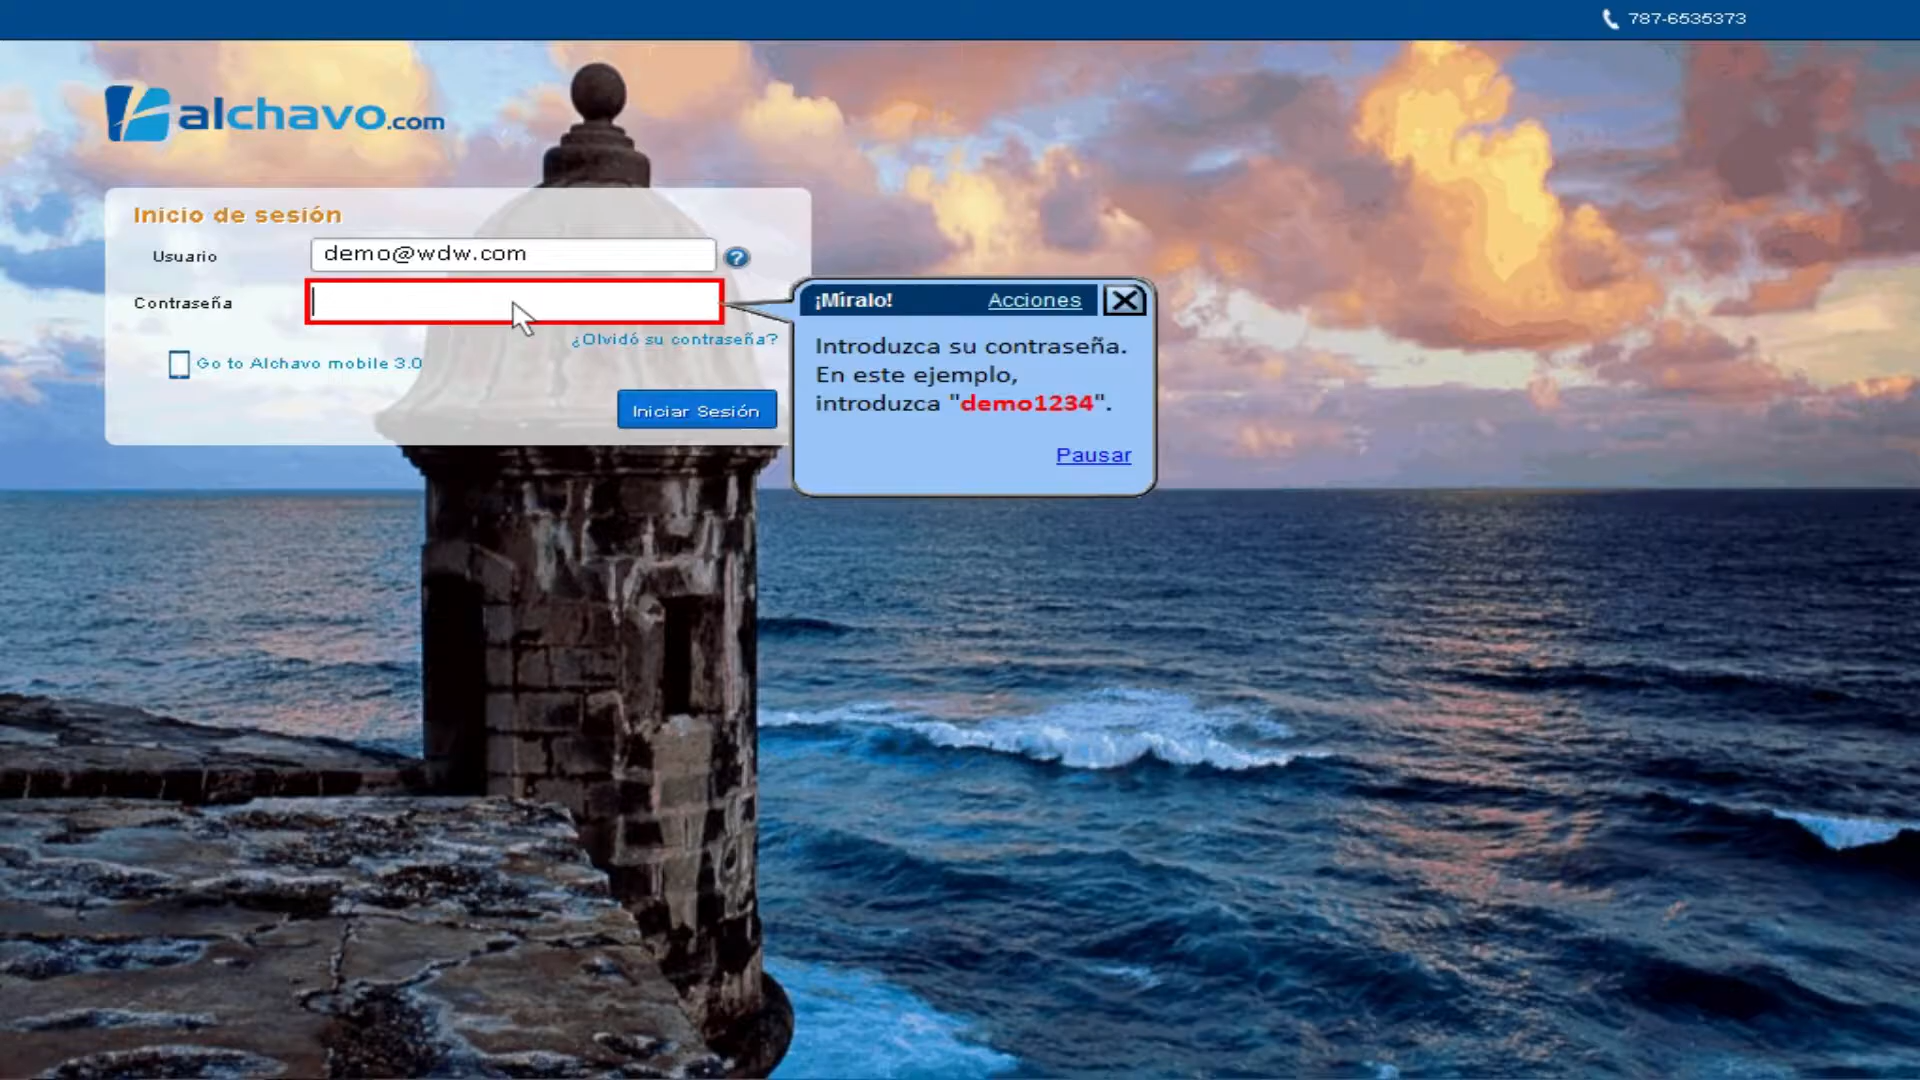 787-6535373
alchavo.com
Inicio de sesión
Usuario
demo@wdw.com
?
Contraseña
¿Olvidó su contraseña?
Go to Alchavo mobile 3.0
Iniciar Sesión
¡Míralo! Acciones X
Introduzca su contraseña.
En este ejemplo,
introduzca "demo1234".
Pausar